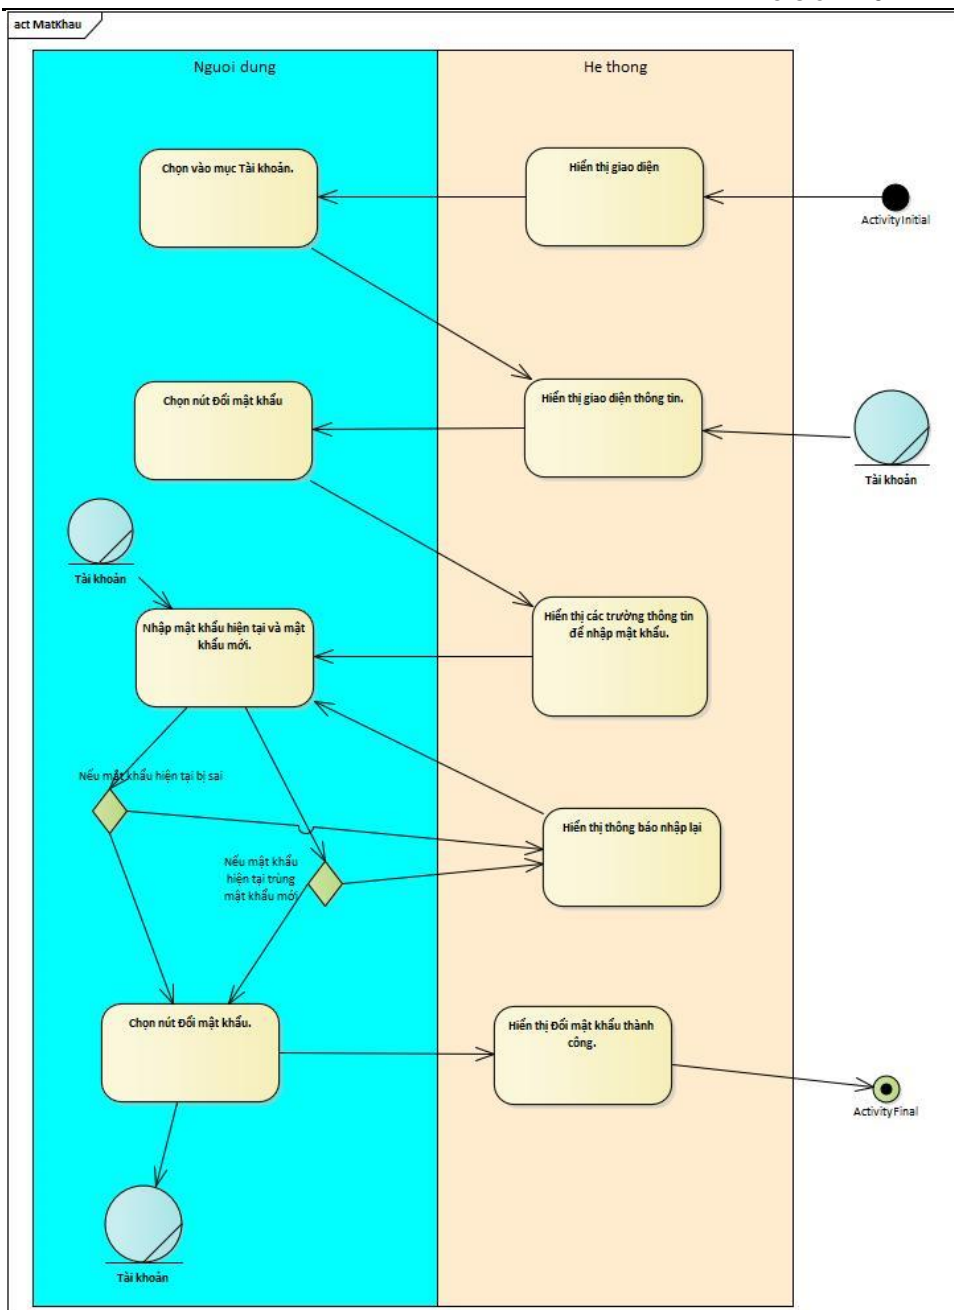 act MatKhau
Nguoi dung
He thong
Chọn vào mục Tài khoản.
Hiển thị giao diện
ActivityInitial
Chọn nút Đổi mật khẩu
Hiển thị giao diện thông tin.
Tài khoản
Tài khoản
Nhập mật khẩu hiện tại và mật
khẩu mới.
Hiển thị các trường thông tin
để nhập mật khẩu.
Nếu mật khẩu hiện tại bị sai
Hiển thị thông báo nhập lại
Nếu mật khẩu
hiện tại trùng
mật khẩu mới
Chọn nút Đổi mật khẩu.
Hiển thị Đổi mật khẩu thành
công.
ActivityFinal
Tài khoản